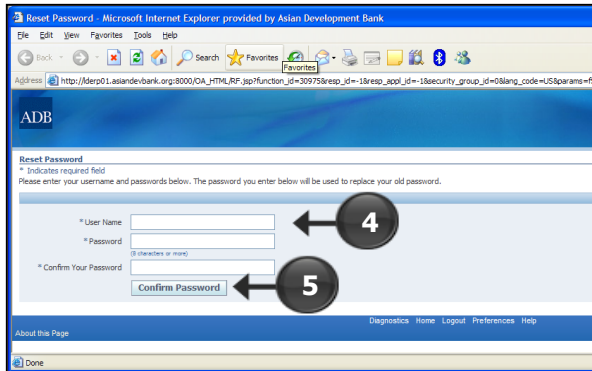 Reset Password - Microsoft Internet Explorer provided by Asian Development Bank
File Edit View Favorites Tools Help
Back Search Favorites
Favorites
Address http://lderp01.asiandevbank.org:8000/OA_HTML/RF.jsp?function_id=30975&resp_id=-1&resp_appl_id=-1&security_group_id=0&lang_code=US&params=f
ADB
Reset Password
* Indicates required field
Please enter your username and passwords below. The password you enter below will be used to replace your old password.
* User Name
4
* Password
(8 characters or more)
* Confirm Your Password
Confirm Password
5
Diagnostics Home Logout Preferences Help
About this Page
Done